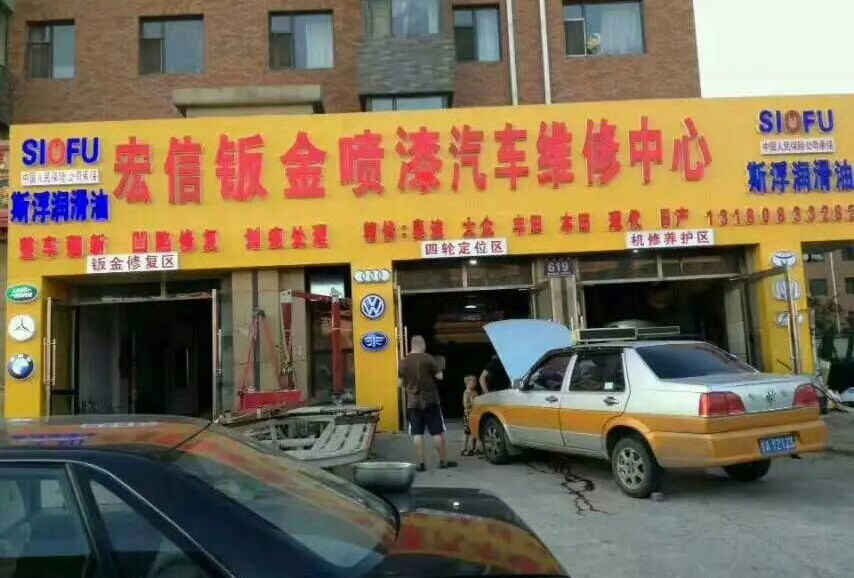 SIOFU
中国人民保险公司承保
斯浮润滑油
宏信钣金喷漆汽车维修中心
SIOFU
中国人民保险公司承保
斯浮润滑油
整车翻新 凹陷修复 划痕处理
奥迪 大众 丰田 本田 现代 日产
钣金修复区
四轮定位区
机修养护区
619